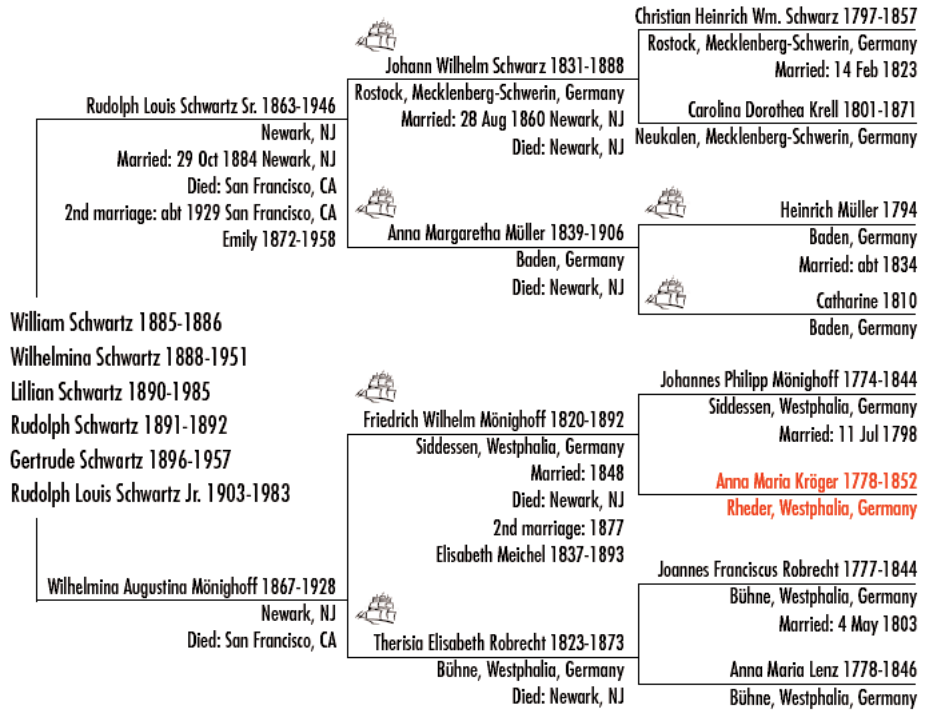 Christian Heinrich Wm. Schwarz 1797-1857
Rostock, Mecklenberg-Schwerin, Germany
Married: 14 Feb 1823
Johann Wilhelm Schwarz 1831-1888
Rostock, Mecklenberg-Schwerin, Germany
Married: 28 Aug 1860 Newark, NJ
Died: Newark, NJ
Carolina Dorothea Krell 1801-1871
Neukalen, Mecklenberg-Schwerin, Germany
Rudolph Louis Schwartz Sr. 1863-1946
Newark, NJ
Married: 29 Oct 1884 Newark, NJ
Died: San Francisco, CA
2nd marriage: abt 1929 San Francisco, CA
Emily 1872-1958
Heinrich Müller 1794
Baden, Germany
Married: abt 1834
Anna Margaretha Müller 1839-1906
Baden, Germany
Died: Newark, NJ
Catharine 1810
Baden, Germany
William Schwartz 1885-1886
Wilhelmina Schwartz 1888-1951
Lillian Schwartz 1890-1985
Rudolph Schwartz 1891-1892
Gertrude Schwartz 1896-1957
Rudolph Louis Schwartz Jr. 1903-1983
Johannes Philipp Mönighoff 1774-1844
Siddessen, Westphalia, Germany
Married: 11 Jul 1798
Friedrich Wilhelm Mönighoff 1820-1892
Siddessen, Westphalia, Germany
Married: 1848
Died: Newark, NJ
2nd marriage: 1877
Elisabeth Meichel 1837-1893
Anna Maria Kröger 1778-1852
Rheder, Westphalia, Germany
Wilhelmina Augustina Mönighoff 1867-1928
Newark, NJ
Died: San Francisco, CA
Joannes Franciscus Robrecht 1777-1844
Bühne, Westphalia, Germany
Married: 4 May 1803
Therisia Elisabeth Robrecht 1823-1873
Bühne, Westphalia, Germany
Died: Newark, NJ
Anna Maria Lenz 1778-1846
Bühne, Westphalia, Germany